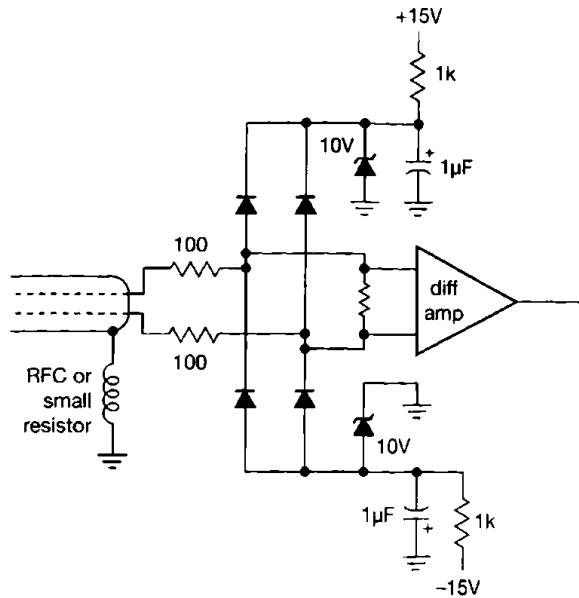 +15V
1k
10V
+
1µF
100
diff
amp
100
RFC or
small
resistor
10V
1µF
+
1k
−15V